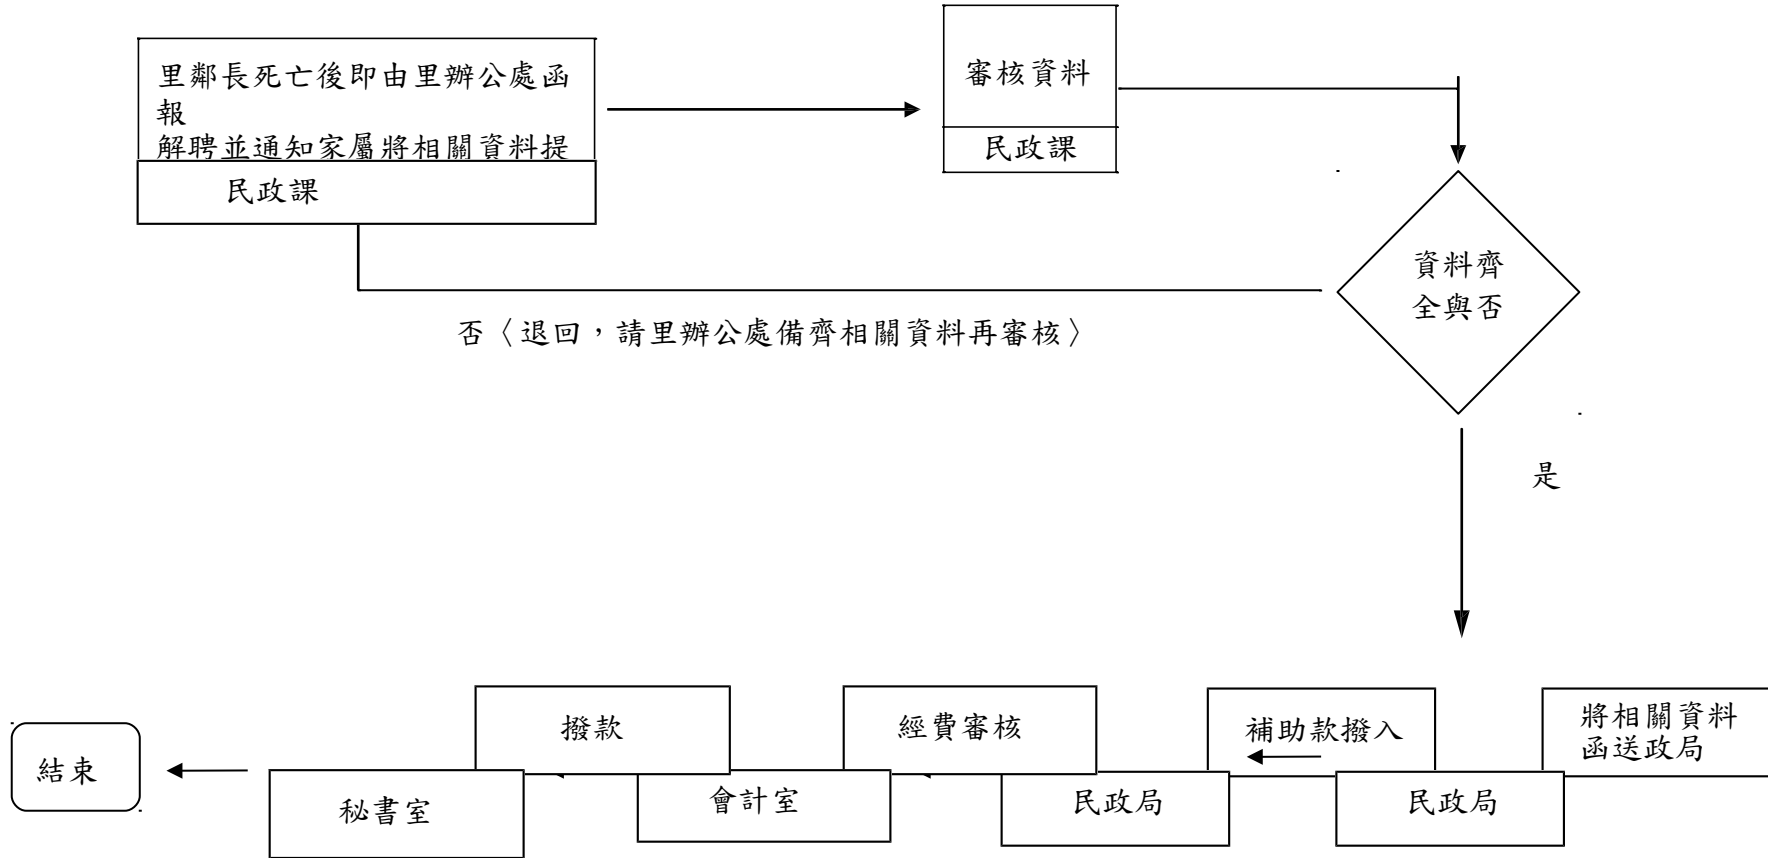 里鄰長死亡後即由里辦公處函
報
解聘並通知家屬將相關資料提
民政課
審核資料
民政課
資料齊
全與否
否〈退回，請里辦公處備齊相關資料再審核〉
是
將相關資料
函送政局
民政局
補助款撥入
民政局
經費審核
會計室
撥款
秘書室
結束